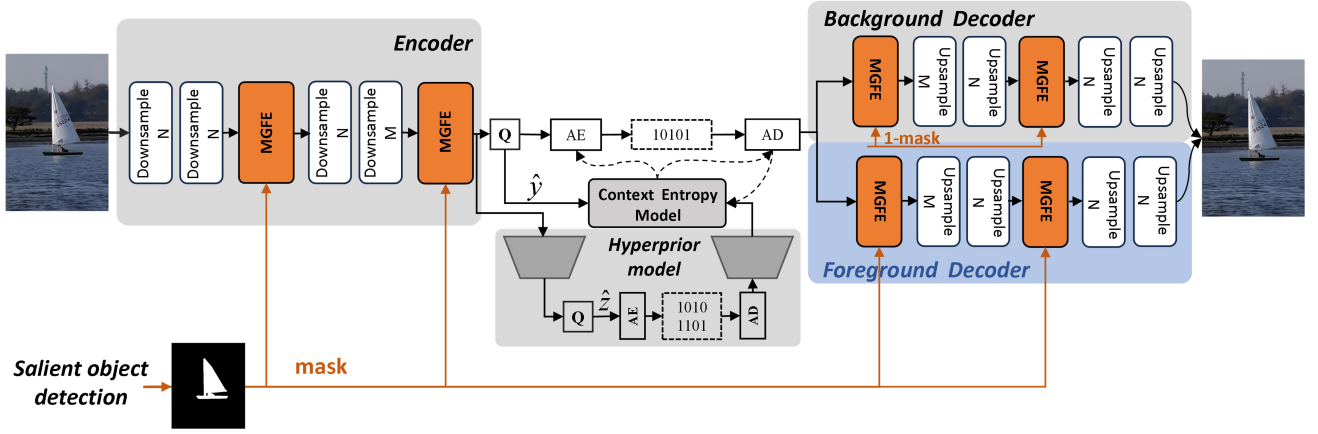 Encoder
Downsample N
Downsample N
MGFE
Downsample N
Downsample M
MGFE
Q
AE
10101
AD
ŷ
Context Entropy
Model
Hyperprior
model
Q
ẑ
AE
1010
1101
AD
Background Decoder
MGFE
Upsample M
Upsample N
MGFE
Upsample N
Upsample N
1-mask
MGFE
Upsample M
Upsample N
MGFE
Upsample N
Upsample N
Foreground Decoder
Salient object
detection
mask